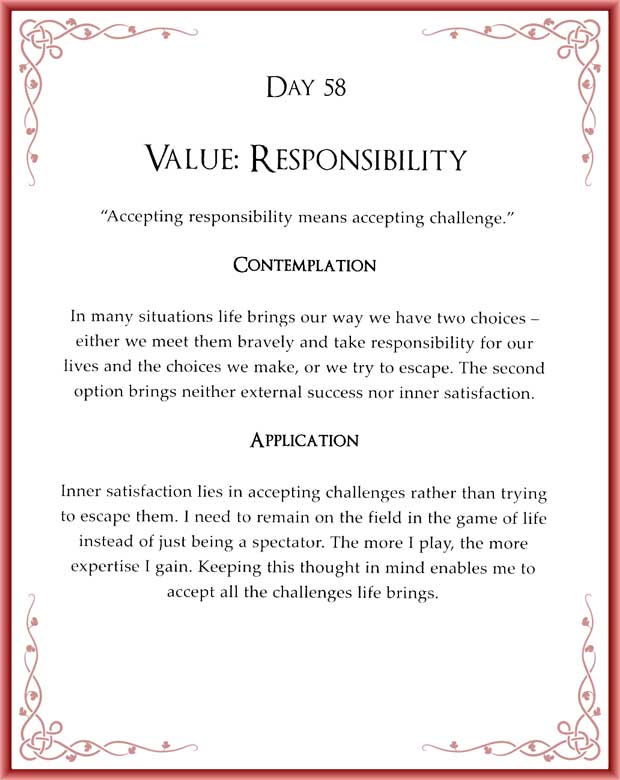 Day 58
Value: Responsibility
“Accepting responsibility means accepting challenge.”
Contemplation
In many situations life brings our way we have two choices –
either we meet them bravely and take responsibility for our
lives and the choices we make, or we try to escape. The second
option brings neither external success nor inner satisfaction.
Application
Inner satisfaction lies in accepting challenges rather than trying
to escape them. I need to remain on the field in the game of life
instead of just being a spectator. The more I play, the more
expertise I gain. Keeping this thought in mind enables me to
accept all the challenges life brings.